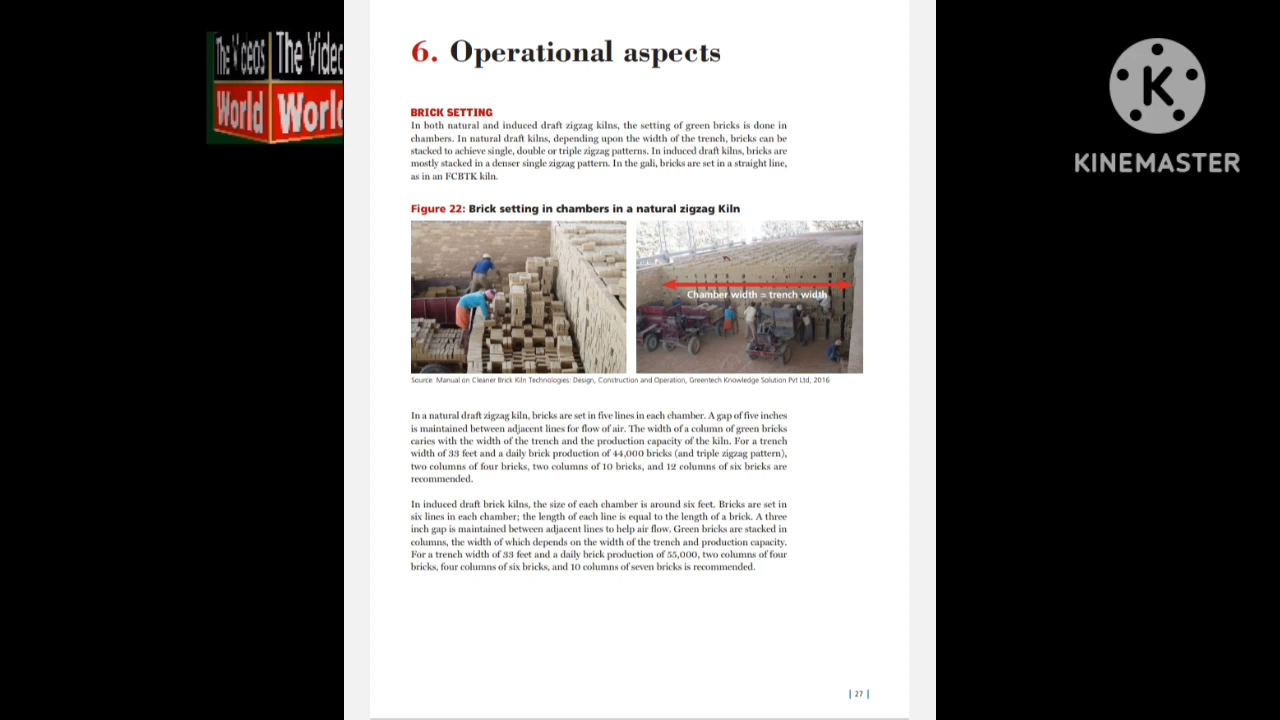 The Videos
World
The Videc
World
KINEMASTER
6. Operational aspects
BRICK SETTING
In both natural and induced draft zigzag kilns, the setting of green bricks is done in
chambers. In natural draft kilns, depending upon the width of the trench, bricks can be
stacked to achieve single, double or triple zigzag patterns. In induced draft kilns, bricks are
mostly stacked in a denser single zigzag pattern. In the gali, bricks are set in a straight line,
as in an FCBTK kiln.
Figure 22: Brick setting in chambers in a natural zigzag Kiln
Chamber width = trench width
Source: Manual on Cleaner Brick Kiln Technologies: Design, Construction and Operation, Greentech Knowledge Solution Pvt Ltd, 2016
In a natural draft zigzag kiln, bricks are set in five lines in each chamber. A gap of five inches
is maintained between adjacent lines for flow of air. The width of a column of green bricks
caries with the width of the trench and the production capacity of the kiln. For a trench
width of 33 feet and a daily brick production of 44,000 bricks (and triple zigzag pattern),
two columns of four bricks, two columns of 10 bricks, and 12 columns of six bricks are
recommended.
In induced draft brick kilns, the size of each chamber is around six feet. Bricks are set in
six lines in each chamber; the length of each line is equal to the length of a brick. A three
inch gap is maintained between adjacent lines to help air flow. Green bricks are stacked in
columns, the width of which depends on the width of the trench and production capacity.
For a trench width of 33 feet and a daily brick production of 55,000, two columns of four
bricks, four columns of six bricks, and 10 columns of seven bricks is recommended.
| 27 |